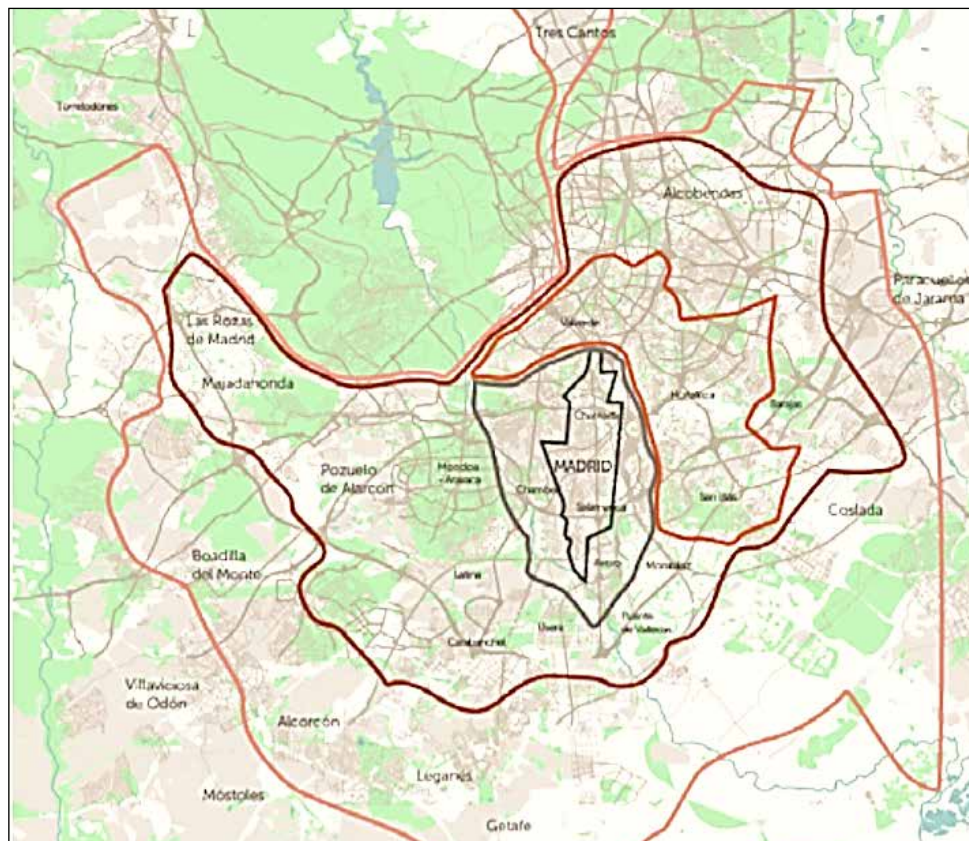 Tres Cantos
Torrelodones
Alcobendas
Paracuellos
de Jarama
Las Rozas
de Madrid
Valverde
Majadahonda
Hortaleza
Barajas
Chamartín
Pozuelo
de Alarcón
Moncloa
- Aravaca
MADRID
Chamberí
Salamanca
San Blas
Coslada
Boadilla
del Monte
Latina
Retiro
Moratalaz
Usera
Puente
de Vallecas
Carabanchel
Villaviciosa
de Odón
Alcorcón
Leganés
Móstoles
Getafe